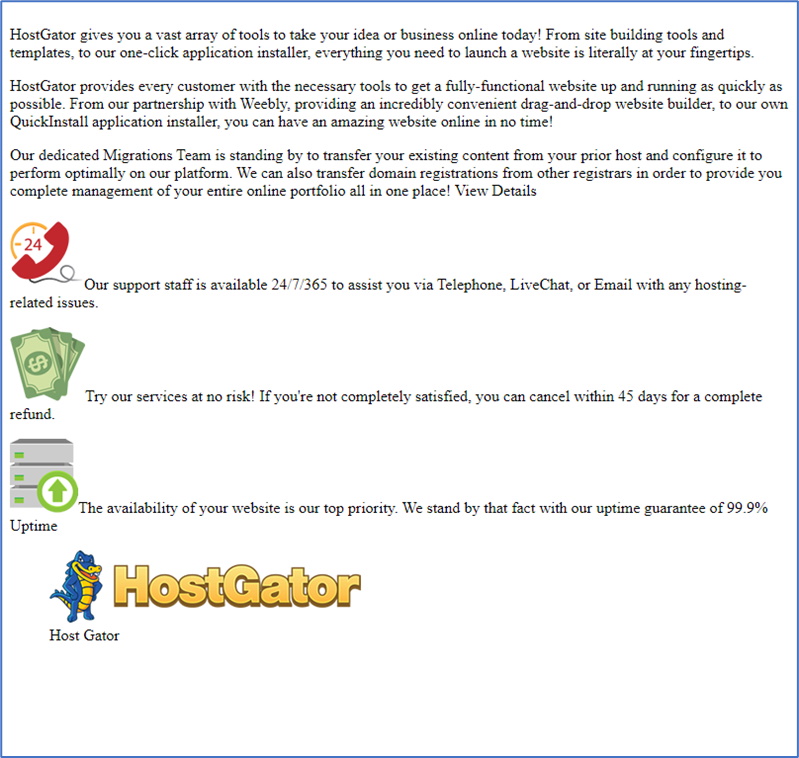 HostGator gives you a vast array of tools to take your idea or business online today! From site building tools and
templates, to our one-click application installer, everything you need to launch a website is literally at your fingertips.
HostGator provides every customer with the necessary tools to get a fully-functional website up and running as quickly as
possible. From our partnership with Weebly, providing an incredibly convenient drag-and-drop website builder, to our own
QuickInstall application installer, you can have an amazing website online in no time!
Our dedicated Migrations Team is standing by to transfer your existing content from your prior host and configure it to
perform optimally on our platform. We can also transfer domain registrations from other registrars in order to provide you
complete management of your entire online portfolio all in one place! View Details
24
Our support staff is available 24/7/365 to assist you via Telephone, LiveChat, or Email with any hosting-
related issues.
$
Try our services at no risk! If you're not completely satisfied, you can cancel within 45 days for a complete
refund.
The availability of your website is our top priority. We stand by that fact with our uptime guarantee of 99.9%
Uptime
HostGator
Host Gator